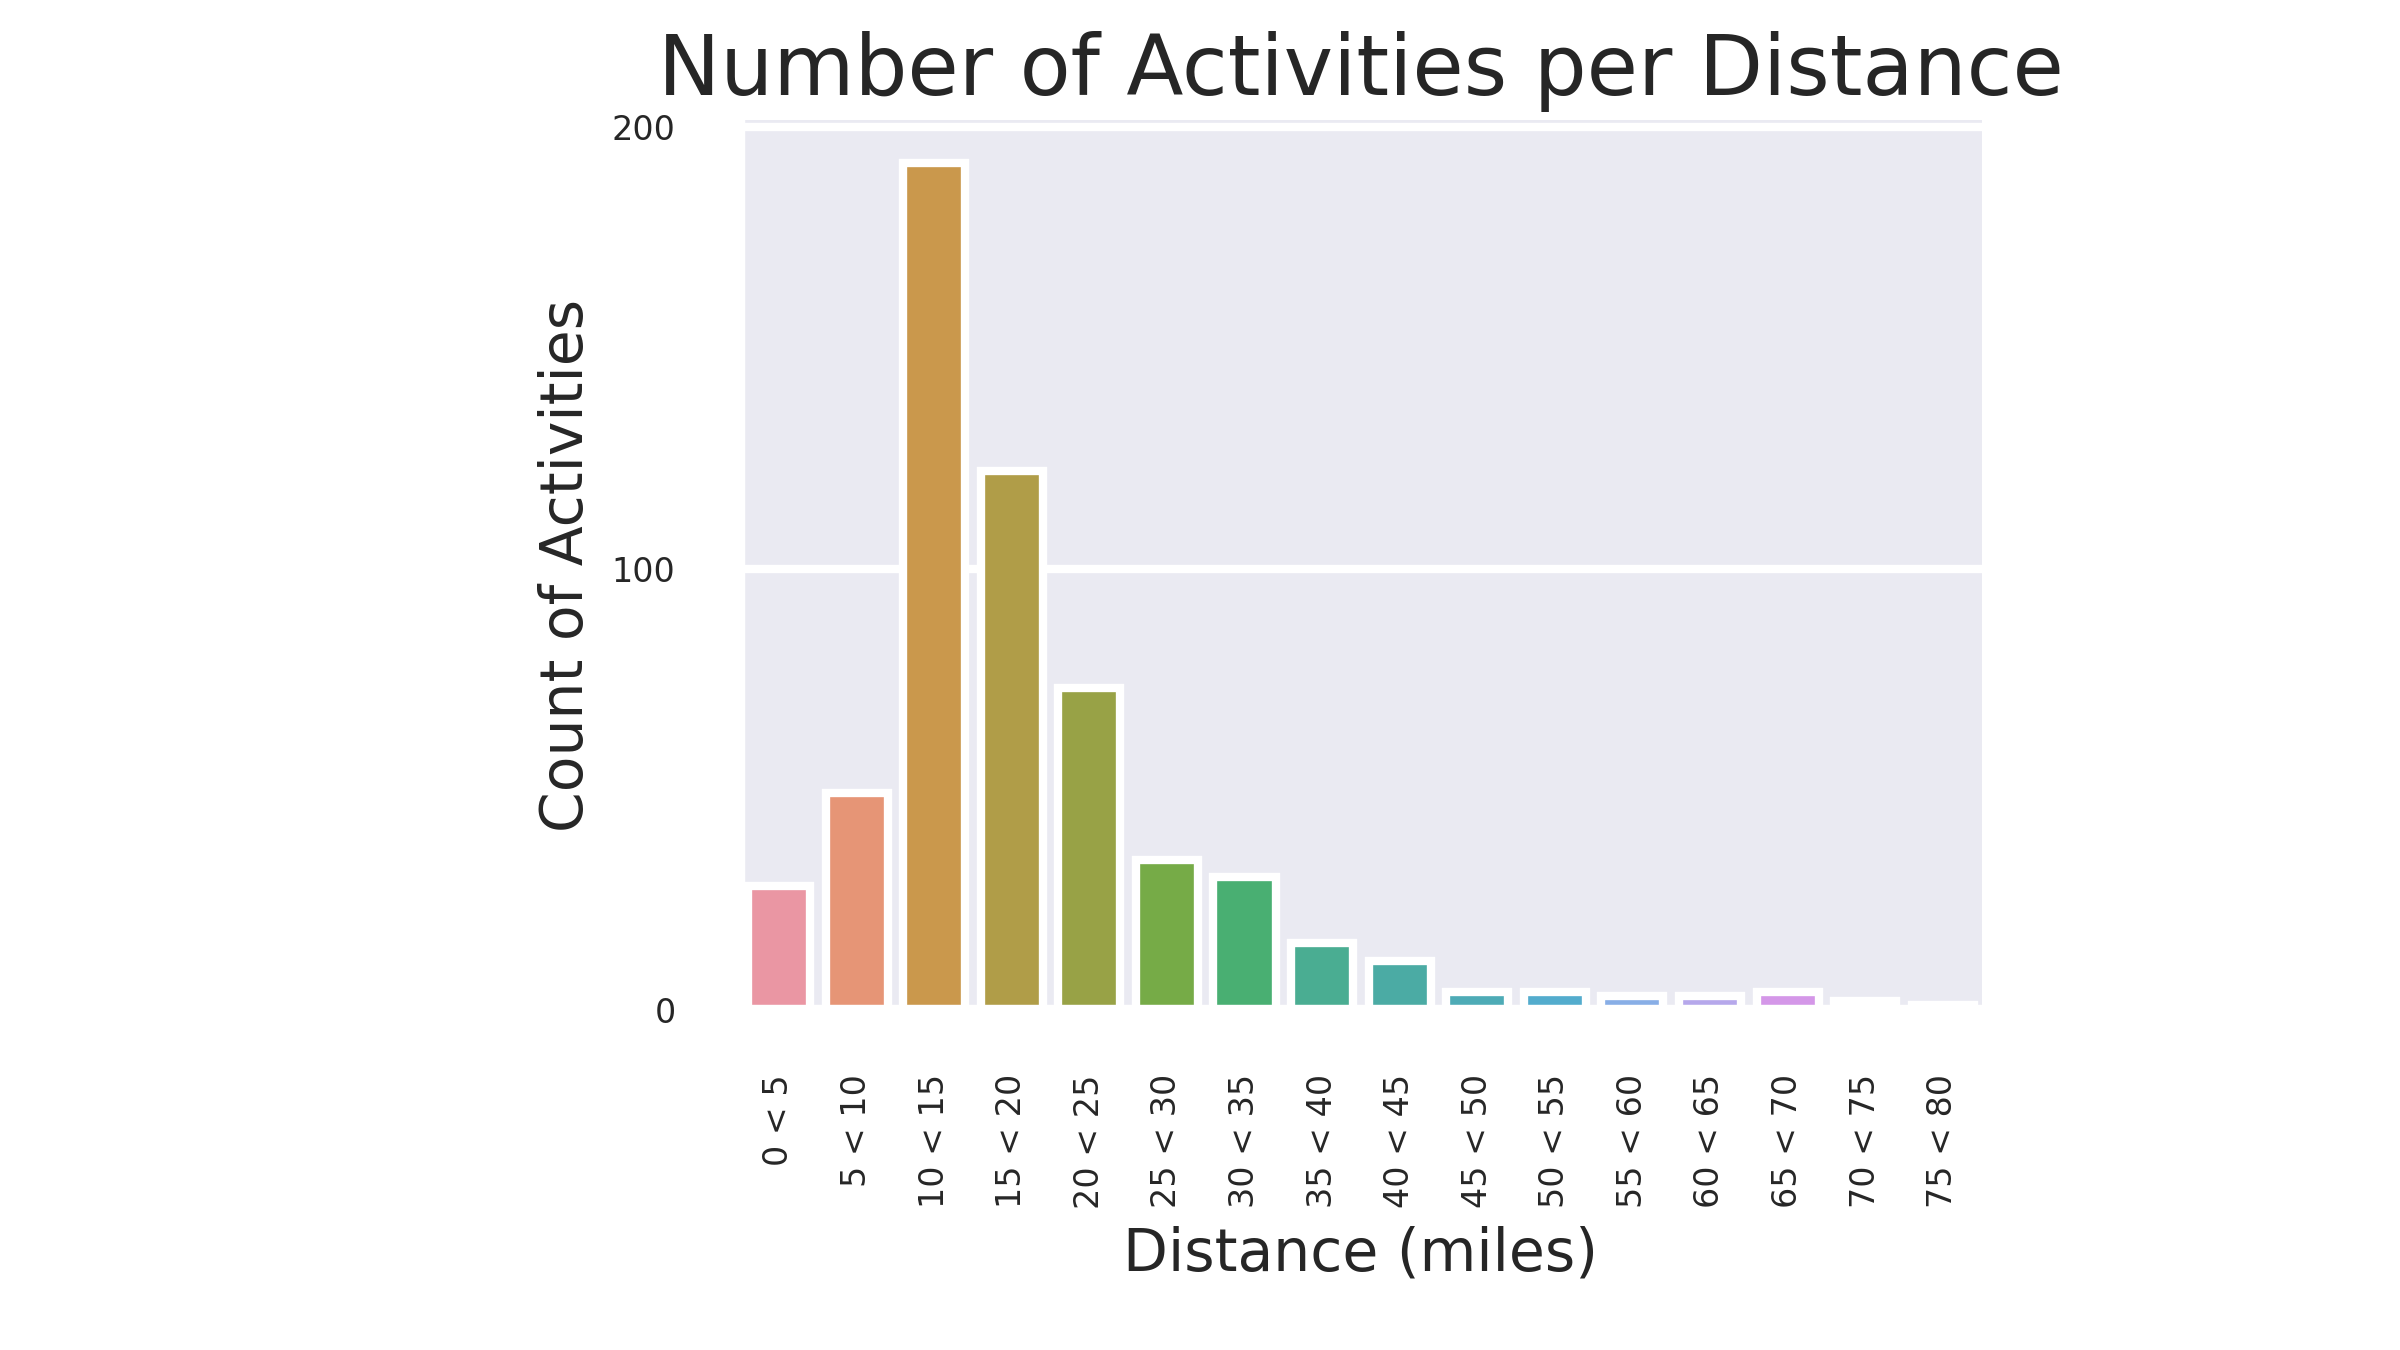 Number of Activities per Distance
200
100
0
Count of Activities
0 < 5
5 < 10
10 < 15
15 < 20
20 < 25
25 < 30
30 < 35
35 < 40
40 < 45
45 < 50
50 < 55
55 < 60
60 < 65
65 < 70
70 < 75
75 < 80
Distance (miles)